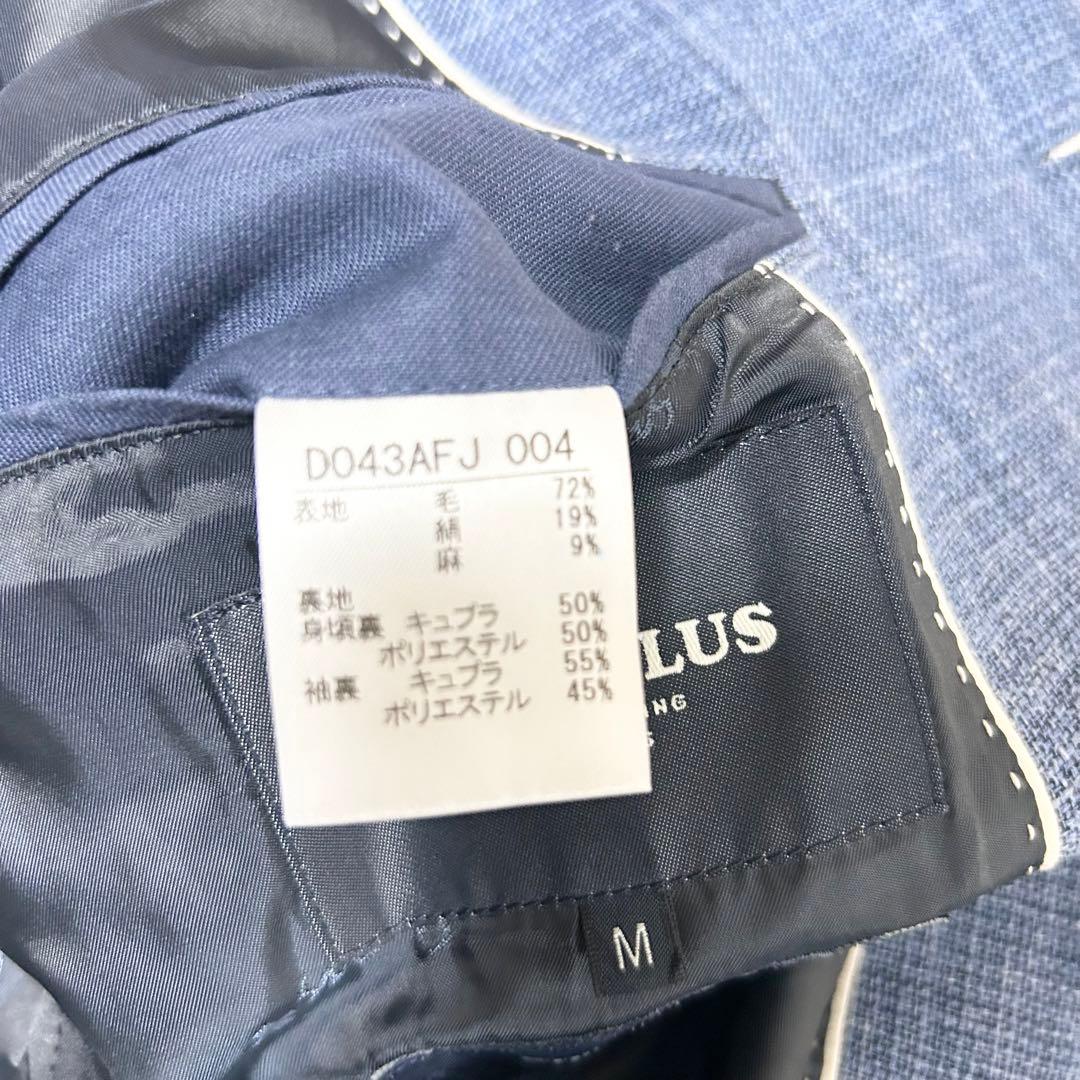 D043AFJ 004
表地 毛 72%
絹 19%
麻 9%
裏地
身頃裏 キュプラ 50%
ポリエステル 50%
袖裏 キュプラ 55%
ポリエステル 45%
LUS
NG
S
M